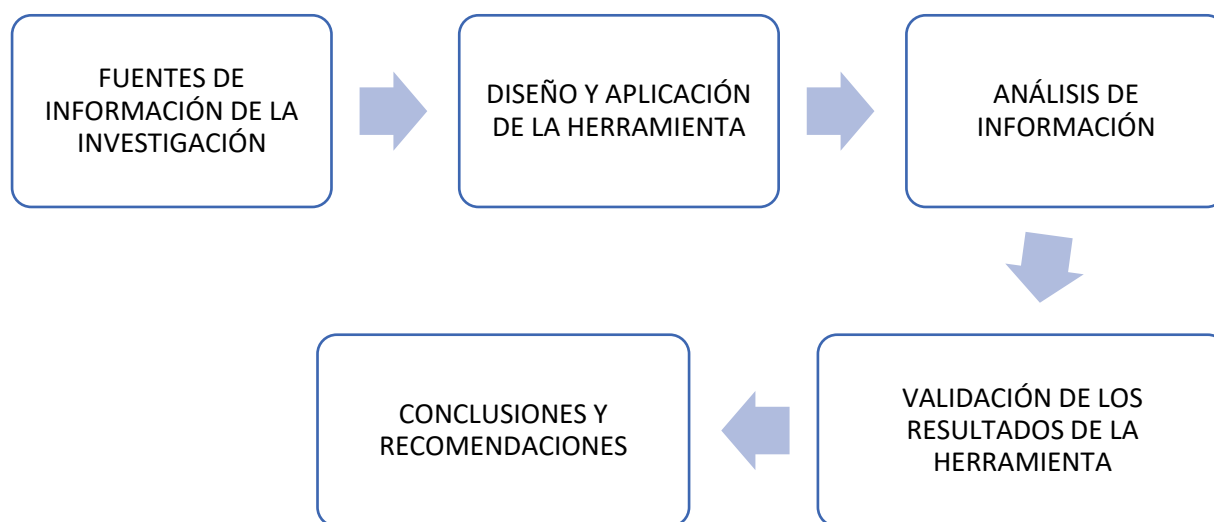 FUENTES DE
INFORMACIÓN DE LA
INVESTIGACIÓN
DISEÑO Y APLICACIÓN
DE LA HERRAMIENTA
ANÁLISIS DE
INFORMACIÓN
VALIDACIÓN DE LOS
RESULTADOS DE LA
HERRAMIENTA
CONCLUSIONES Y
RECOMENDACIONES